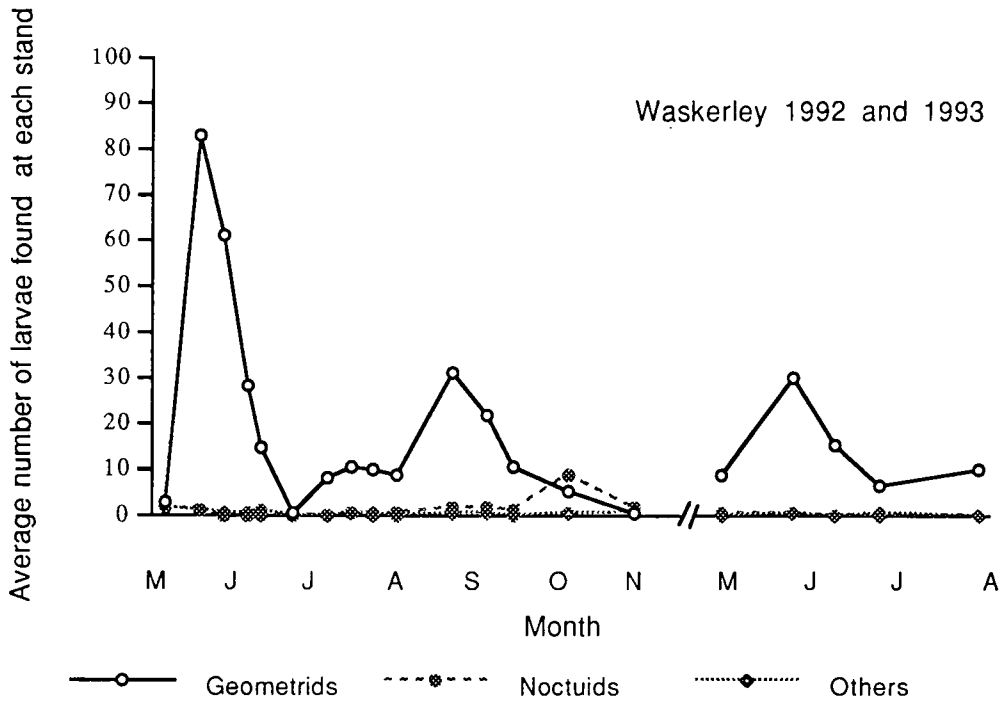 Average number of larvae found at each stand
100
90
80
70
60
50
40
30
20
10
0
Waskerley 1992 and 1993
M J J A S O N M J J A
Month
Geometrids Noctuids Others